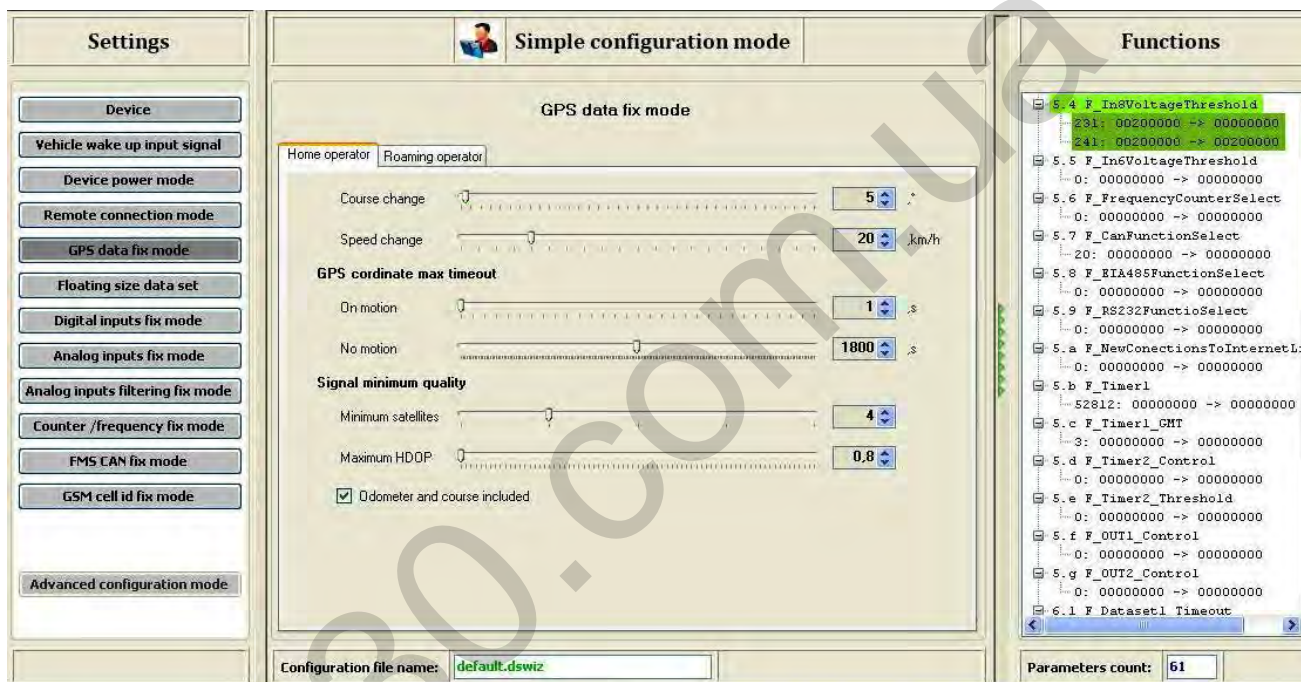 Settings
Device
Vehicle wake up input signal
Device power mode
Remote connection mode
GPS data fix mode
Floating size data set
Digital inputs fix mode
Analog inputs fix mode
Analog inputs filtering fix mode
Counter /frequency fix mode
FMS CAN fix mode
GSM cell id fix mode
Advanced configuration mode
Simple configuration mode
GPS data fix mode
Home operator Roaming operator
Course change 5 ,°
Speed change 20 ,km/h
GPS cordinate max timeout
On motion 1 ,s
No motion 1800 ,s
Signal minimum quality
Minimum satellites 4
Maximum HDOP 0,8
Odometer and course included
Configuration file name: default.dswiz
Functions
5.4 F_In8VoltageThreshold
231: 00200000 -> 00000000
241: 00200000 -> 00200000
5.5 F_In6VoltageThreshold
0: 00000000 -> 00000000
5.6 F_FrequencyCounterSelect
0: 00000000 -> 00000000
5.7 F_CanFunctionSelect
20: 00000000 -> 00000000
5.8 F_EIA485FunctionSelect
0: 00000000 -> 00000000
5.9 F_RS232FunctioSelect
0: 00000000 -> 00000000
5.a F_NewConectionsToInternetLi
0: 00000000 -> 00000000
5.b F_Timer1
52812: 00000000 -> 00000000
5.c F_Timer1_GMT
3: 00000000 -> 00000000
5.d F_Timer2_Control
0: 00000000 -> 00000000
5.e F_Timer2_Threshold
0: 00000000 -> 00000000
5.f F_OUT1_Control
0: 00000000 -> 00000000
5.g F_OUT2_Control
0: 00000000 -> 00000000
6.1 F_Dataset1_Timeout
Parameters count: 61
30.com.ua